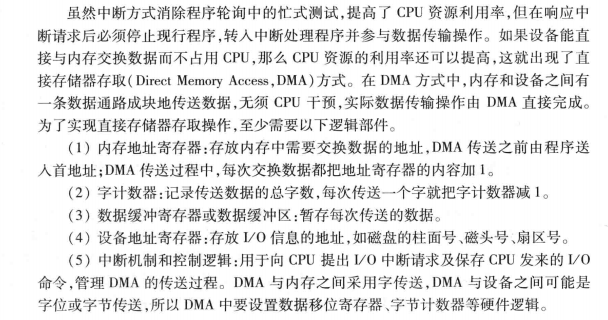 虽然中断方式消除程序轮询中的忙式测试,提高了 CPU 资源利用率,但在响应中
断请求后必须停止现行程序,转入中断处理程序并参与数据传输操作。如果设备能直
接与内存交换数据而不占用 CPU,那么 CPU 资源的利用率还可以提高,这就出现了直
接存储器存取(Direct Memory Access,DMA)方式。在 DMA 方式中,内存和设备之间有
一条数据通路成块地传送数据,无须 CPU 干预,实际数据传输操作由 DMA 直接完成。
为了实现直接存储器存取操作,至少需要以下逻辑部件。
(1) 内存地址寄存器:存放内存中需要交换数据的地址,DMA 传送之前由程序送
入首地址;DMA 传送过程中,每次交换数据都把地址寄存器的内容加 1。
(2) 字计数器:记录传送数据的总字数,每次传送一个字就把字计数器减 1。
(3) 数据缓冲寄存器或数据缓冲区:暂存每次传送的数据。
(4) 设备地址寄存器:存放 I/O 信息的地址,如磁盘的柱面号、磁头号、扇区号。
(5) 中断机制和控制逻辑:用于向 CPU 提出 I/O 中断请求及保存 CPU 发来的 I/O
命令,管理 DMA 的传送过程。DMA 与内存之间采用字传送,DMA 与设备之间可能是
字位或字节传送,所以 DMA 中要设置数据移位寄存器、字节计数器等硬件逻辑。